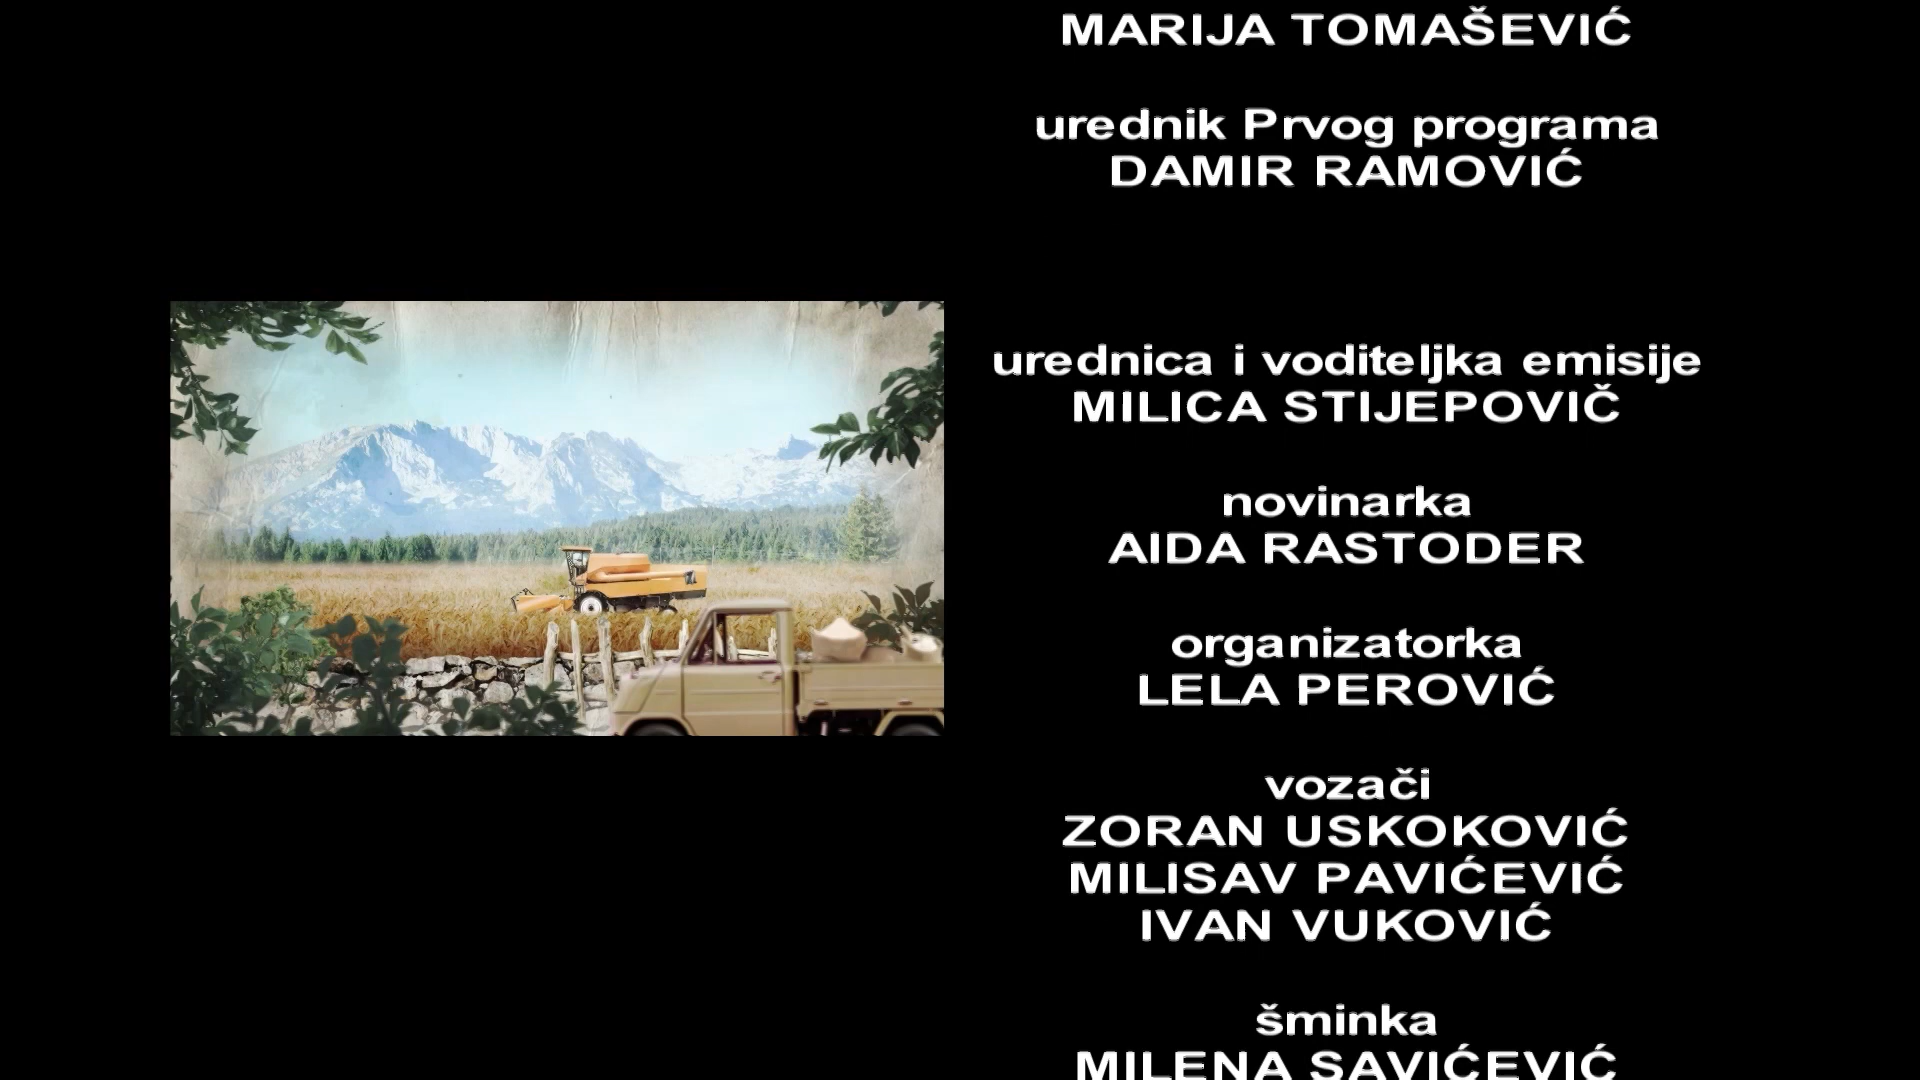 MARIJA TOMAŠEVIĆ
urednik Prvog programa
DAMIR RAMOVIĆ
urednica i voditeljka emisije
MILICA STIJEPOVIČ
novinarka
AIDA RASTODER
organizatorka
LELA PEROVIĆ
vozači
ZORAN USKOKOVIĆ
MILISAV PAVIĆEVIĆ
IVAN VUKOVIĆ
šminka
MILENA SAVIĆEVIĆ